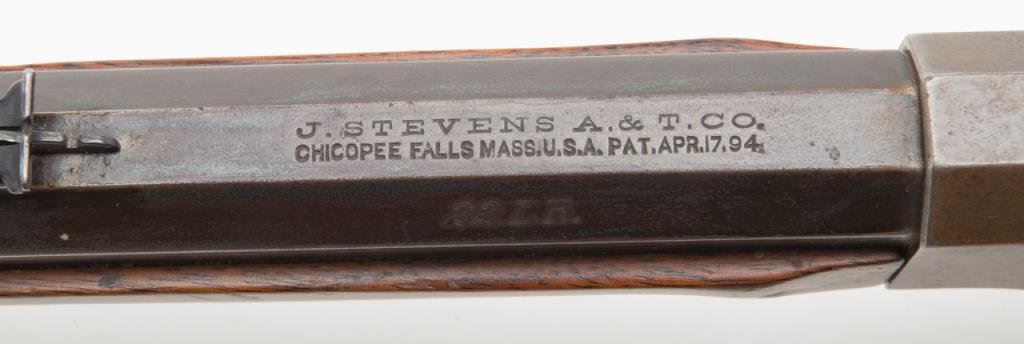 J. STEVENS A. & T. CO.
CHICOPEE FALLS MASS. U.S.A. PAT. APR. 17. 94.
22 L R.